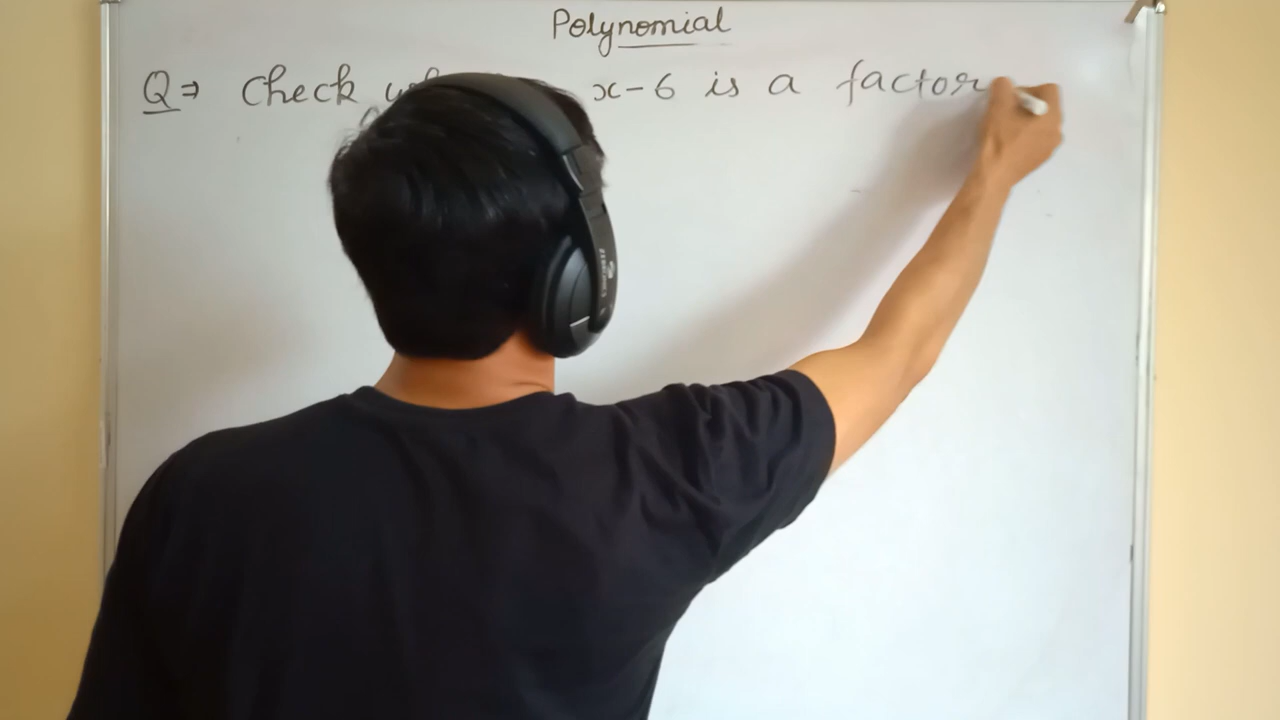 Polynomial
Q⇒ Check x-6 is a factor